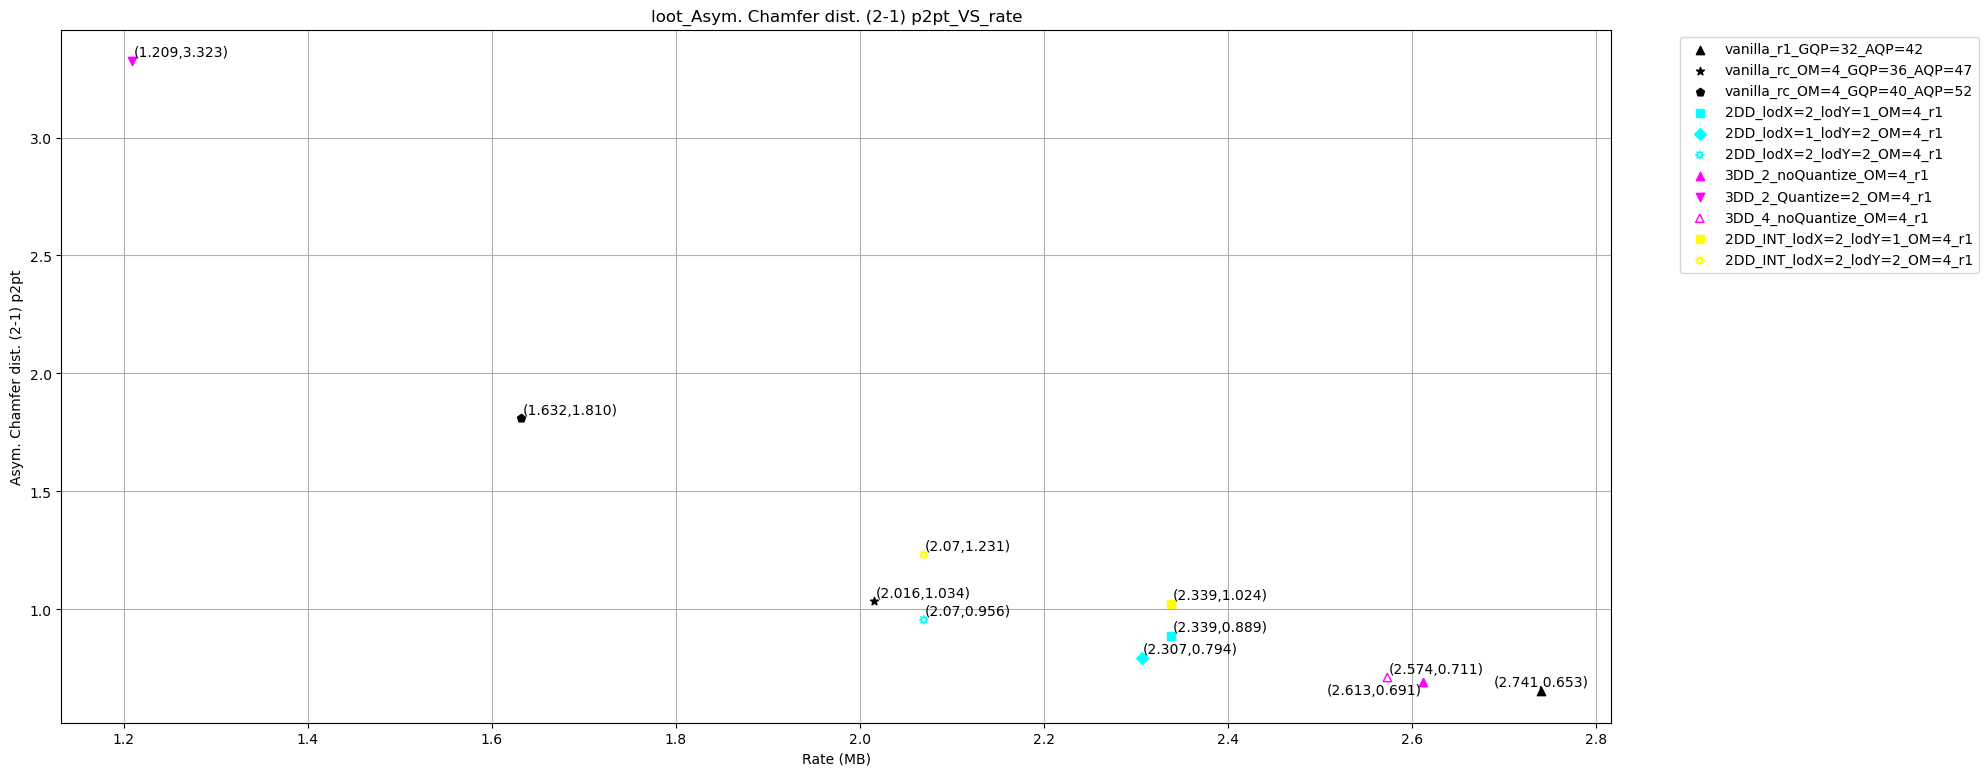 loot_Asym. Chamfer dist. (2-1) p2pt_VS_rate
(1.209,3.323)
(1.632,1.810)
(2.07,1.231)
(2.016,1.034)
(2.07,0.956)
(2.339,1.024)
(2.339,0.889)
(2.307,0.794)
(2.574,0.711)
(2.613,0.691)
(2.741,0.653)
3.0
2.5
2.0
1.5
1.0
Asym. Chamfer dist. (2-1) p2pt
1.2 1.4 1.6 1.8 2.0 2.2 2.4 2.6 2.8
Rate (MB)
vanilla_r1_GQP=32_AQP=42
vanilla_rc_OM=4_GQP=36_AQP=47
vanilla_rc_OM=4_GQP=40_AQP=52
2DD_lodX=2_lodY=1_OM=4_r1
2DD_lodX=1_lodY=2_OM=4_r1
2DD_lodX=2_lodY=2_OM=4_r1
3DD_2_noQuantize_OM=4_r1
3DD_2_Quantize=2_OM=4_r1
3DD_4_noQuantize_OM=4_r1
2DD_INT_lodX=2_lodY=1_OM=4_r1
2DD_INT_lodX=2_lodY=2_OM=4_r1